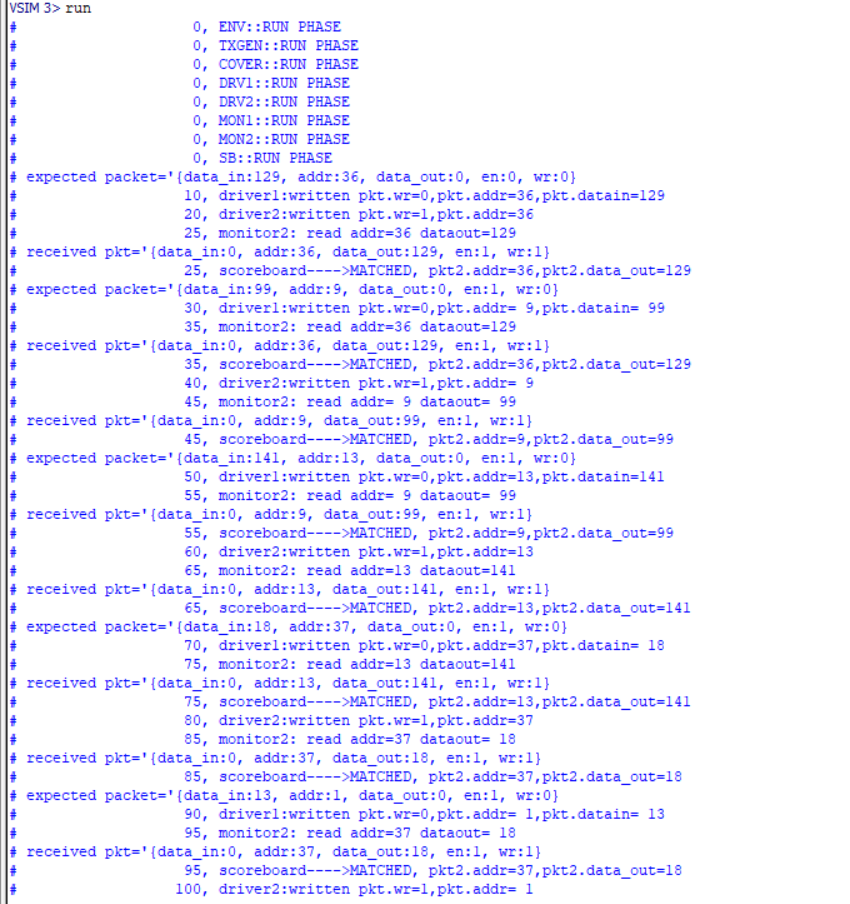 VSIM 3> run
# 0, ENV::RUN PHASE
# 0, TXGEN::RUN PHASE
# 0, COVER::RUN PHASE
# 0, DRV1::RUN PHASE
# 0, DRV2::RUN PHASE
# 0, MON1::RUN PHASE
# 0, MON2::RUN PHASE
# 0, SB::RUN PHASE
# expected packet='{data_in:129, addr:36, data_out:0, en:0, wr:0}
# 10, driver1:written pkt.wr=0,pkt.addr=36,pkt.datain=129
# 20, driver2:written pkt.wr=1,pkt.addr=36
# 25, monitor2: read addr=36 dataout=129
# received pkt='{data_in:0, addr:36, data_out:129, en:1, wr:1}
# 25, scoreboard---->MATCHED, pkt2.addr=36,pkt2.data_out=129
# expected packet='{data_in:99, addr:9, data_out:0, en:1, wr:0}
# 30, driver1:written pkt.wr=0,pkt.addr= 9,pkt.datain= 99
# 35, monitor2: read addr=36 dataout=129
# received pkt='{data_in:0, addr:36, data_out:129, en:1, wr:1}
# 35, scoreboard---->MATCHED, pkt2.addr=36,pkt2.data_out=129
# 40, driver2:written pkt.wr=1,pkt.addr= 9
# 45, monitor2: read addr= 9 dataout= 99
# received pkt='{data_in:0, addr:9, data_out:99, en:1, wr:1}
# 45, scoreboard---->MATCHED, pkt2.addr=9,pkt2.data_out=99
# expected packet='{data_in:141, addr:13, data_out:0, en:1, wr:0}
# 50, driver1:written pkt.wr=0,pkt.addr=13,pkt.datain=141
# 55, monitor2: read addr= 9 dataout= 99
# received pkt='{data_in:0, addr:9, data_out:99, en:1, wr:1}
# 55, scoreboard---->MATCHED, pkt2.addr=9,pkt2.data_out=99
# 60, driver2:written pkt.wr=1,pkt.addr=13
# 65, monitor2: read addr=13 dataout=141
# received pkt='{data_in:0, addr:13, data_out:141, en:1, wr:1}
# 65, scoreboard---->MATCHED, pkt2.addr=13,pkt2.data_out=141
# expected packet='{data_in:18, addr:37, data_out:0, en:1, wr:0}
# 70, driver1:written pkt.wr=0,pkt.addr=37,pkt.datain= 18
# 75, monitor2: read addr=13 dataout=141
# received pkt='{data_in:0, addr:13, data_out:141, en:1, wr:1}
# 75, scoreboard---->MATCHED, pkt2.addr=13,pkt2.data_out=141
# 80, driver2:written pkt.wr=1,pkt.addr=37
# 85, monitor2: read addr=37 dataout= 18
# received pkt='{data_in:0, addr:37, data_out:18, en:1, wr:1}
# 85, scoreboard---->MATCHED, pkt2.addr=37,pkt2.data_out=18
# expected packet='{data_in:13, addr:1, data_out:0, en:1, wr:0}
# 90, driver1:written pkt.wr=0,pkt.addr= 1,pkt.datain= 13
# 95, monitor2: read addr=37 dataout= 18
# received pkt='{data_in:0, addr:37, data_out:18, en:1, wr:1}
# 95, scoreboard---->MATCHED, pkt2.addr=37,pkt2.data_out=18
# 100, driver2:written pkt.wr=1,pkt.addr= 1